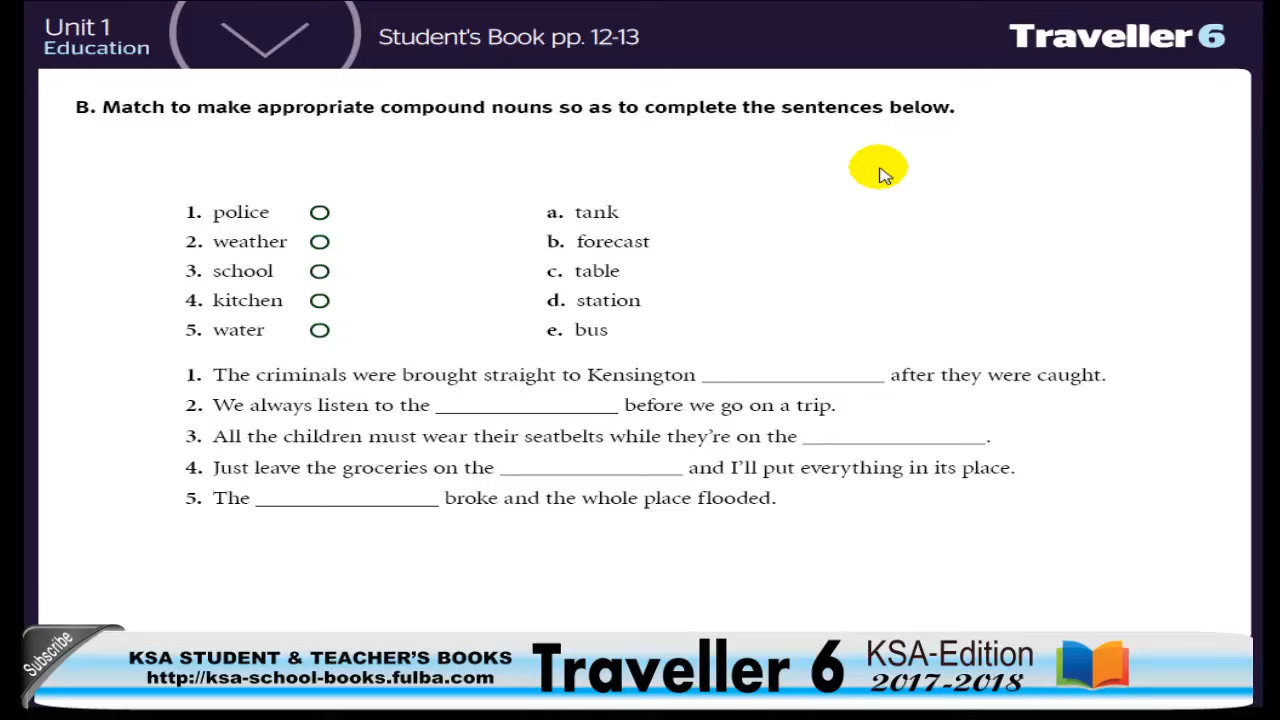 Unit 1
Education
Student's Book pp. 12-13
Traveller 6
B. Match to make appropriate compound nouns so as to complete the sentences below.
1. police a. tank
2. weather b. forecast
3. school c. table
4. kitchen d. station
5. water e. bus
1. The criminals were brought straight to Kensington ________________ after they were caught.
2. We always listen to the ________________ before we go on a trip.
3. All the children must wear their seatbelts while they're on the ________________.
4. Just leave the groceries on the ________________ and I'll put everything in its place.
5. The ________________ broke and the whole place flooded.
Subscribe
KSA STUDENT & TEACHER'S BOOKS
http://ksa-school-books.fulba.com
Traveller 6
KSA-Edition
2017-2018